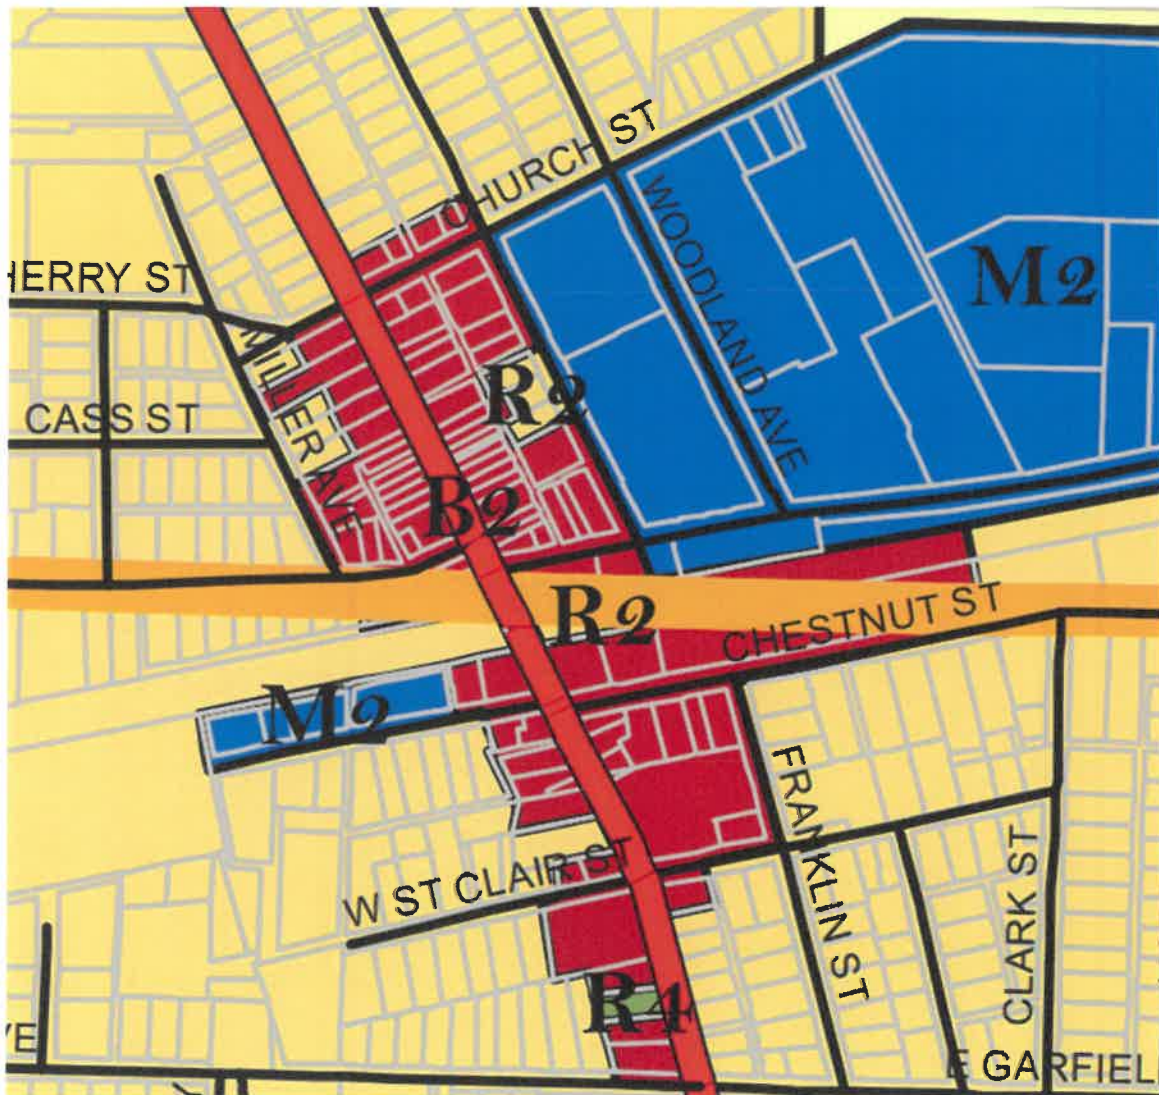 CHURCH ST
WOODLAND AVE
HERRY ST
M2
MILLER AVE
R2
CASS ST
B2
R2
CHESTNUT ST
M2
FRANKLIN ST
CLARK ST
W ST CLAIR ST
R4
VE
E GARFIEL